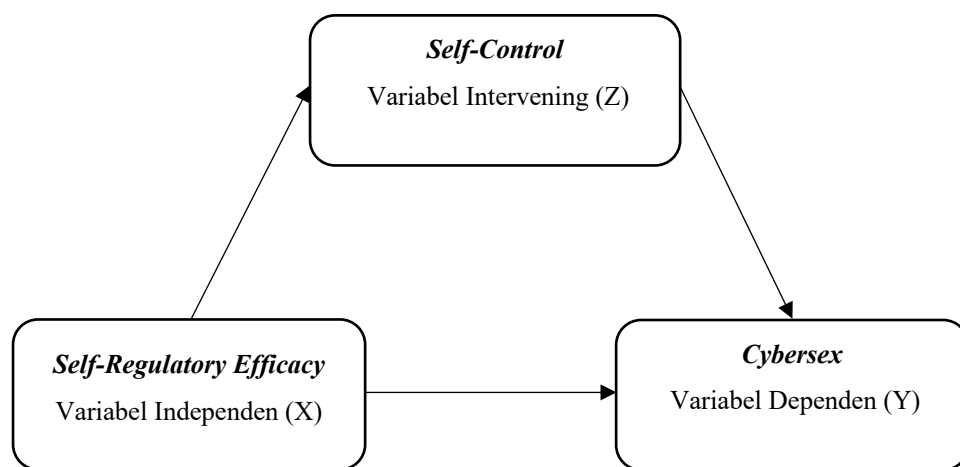 Self-Control
Variabel Intervening (Z)
Self-Regulatory Efficacy
Variabel Independen (X)
Cybersex
Variabel Dependen (Y)